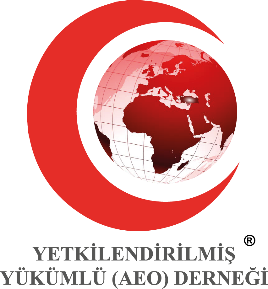 ®
YETKİLENDİRİLMİŞ
YÜKÜMLÜ (AEO) DERNEĞİ